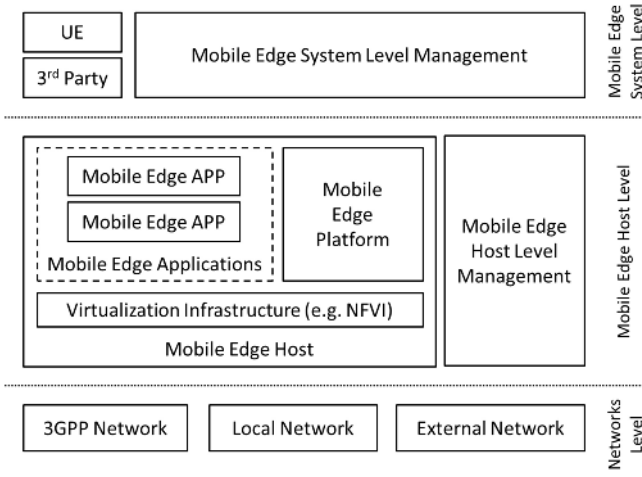 UE
3rd Party
Mobile Edge System Level Management
Mobile Edge
System Level
Mobile Edge APP
Mobile Edge APP
Mobile Edge Applications
Mobile
Edge
Platform
Virtualization Infrastructure (e.g. NFVI)
Mobile Edge Host
Mobile Edge
Host Level
Management
Mobile Edge Host Level
3GPP Network
Local Network
External Network
Networks
Level